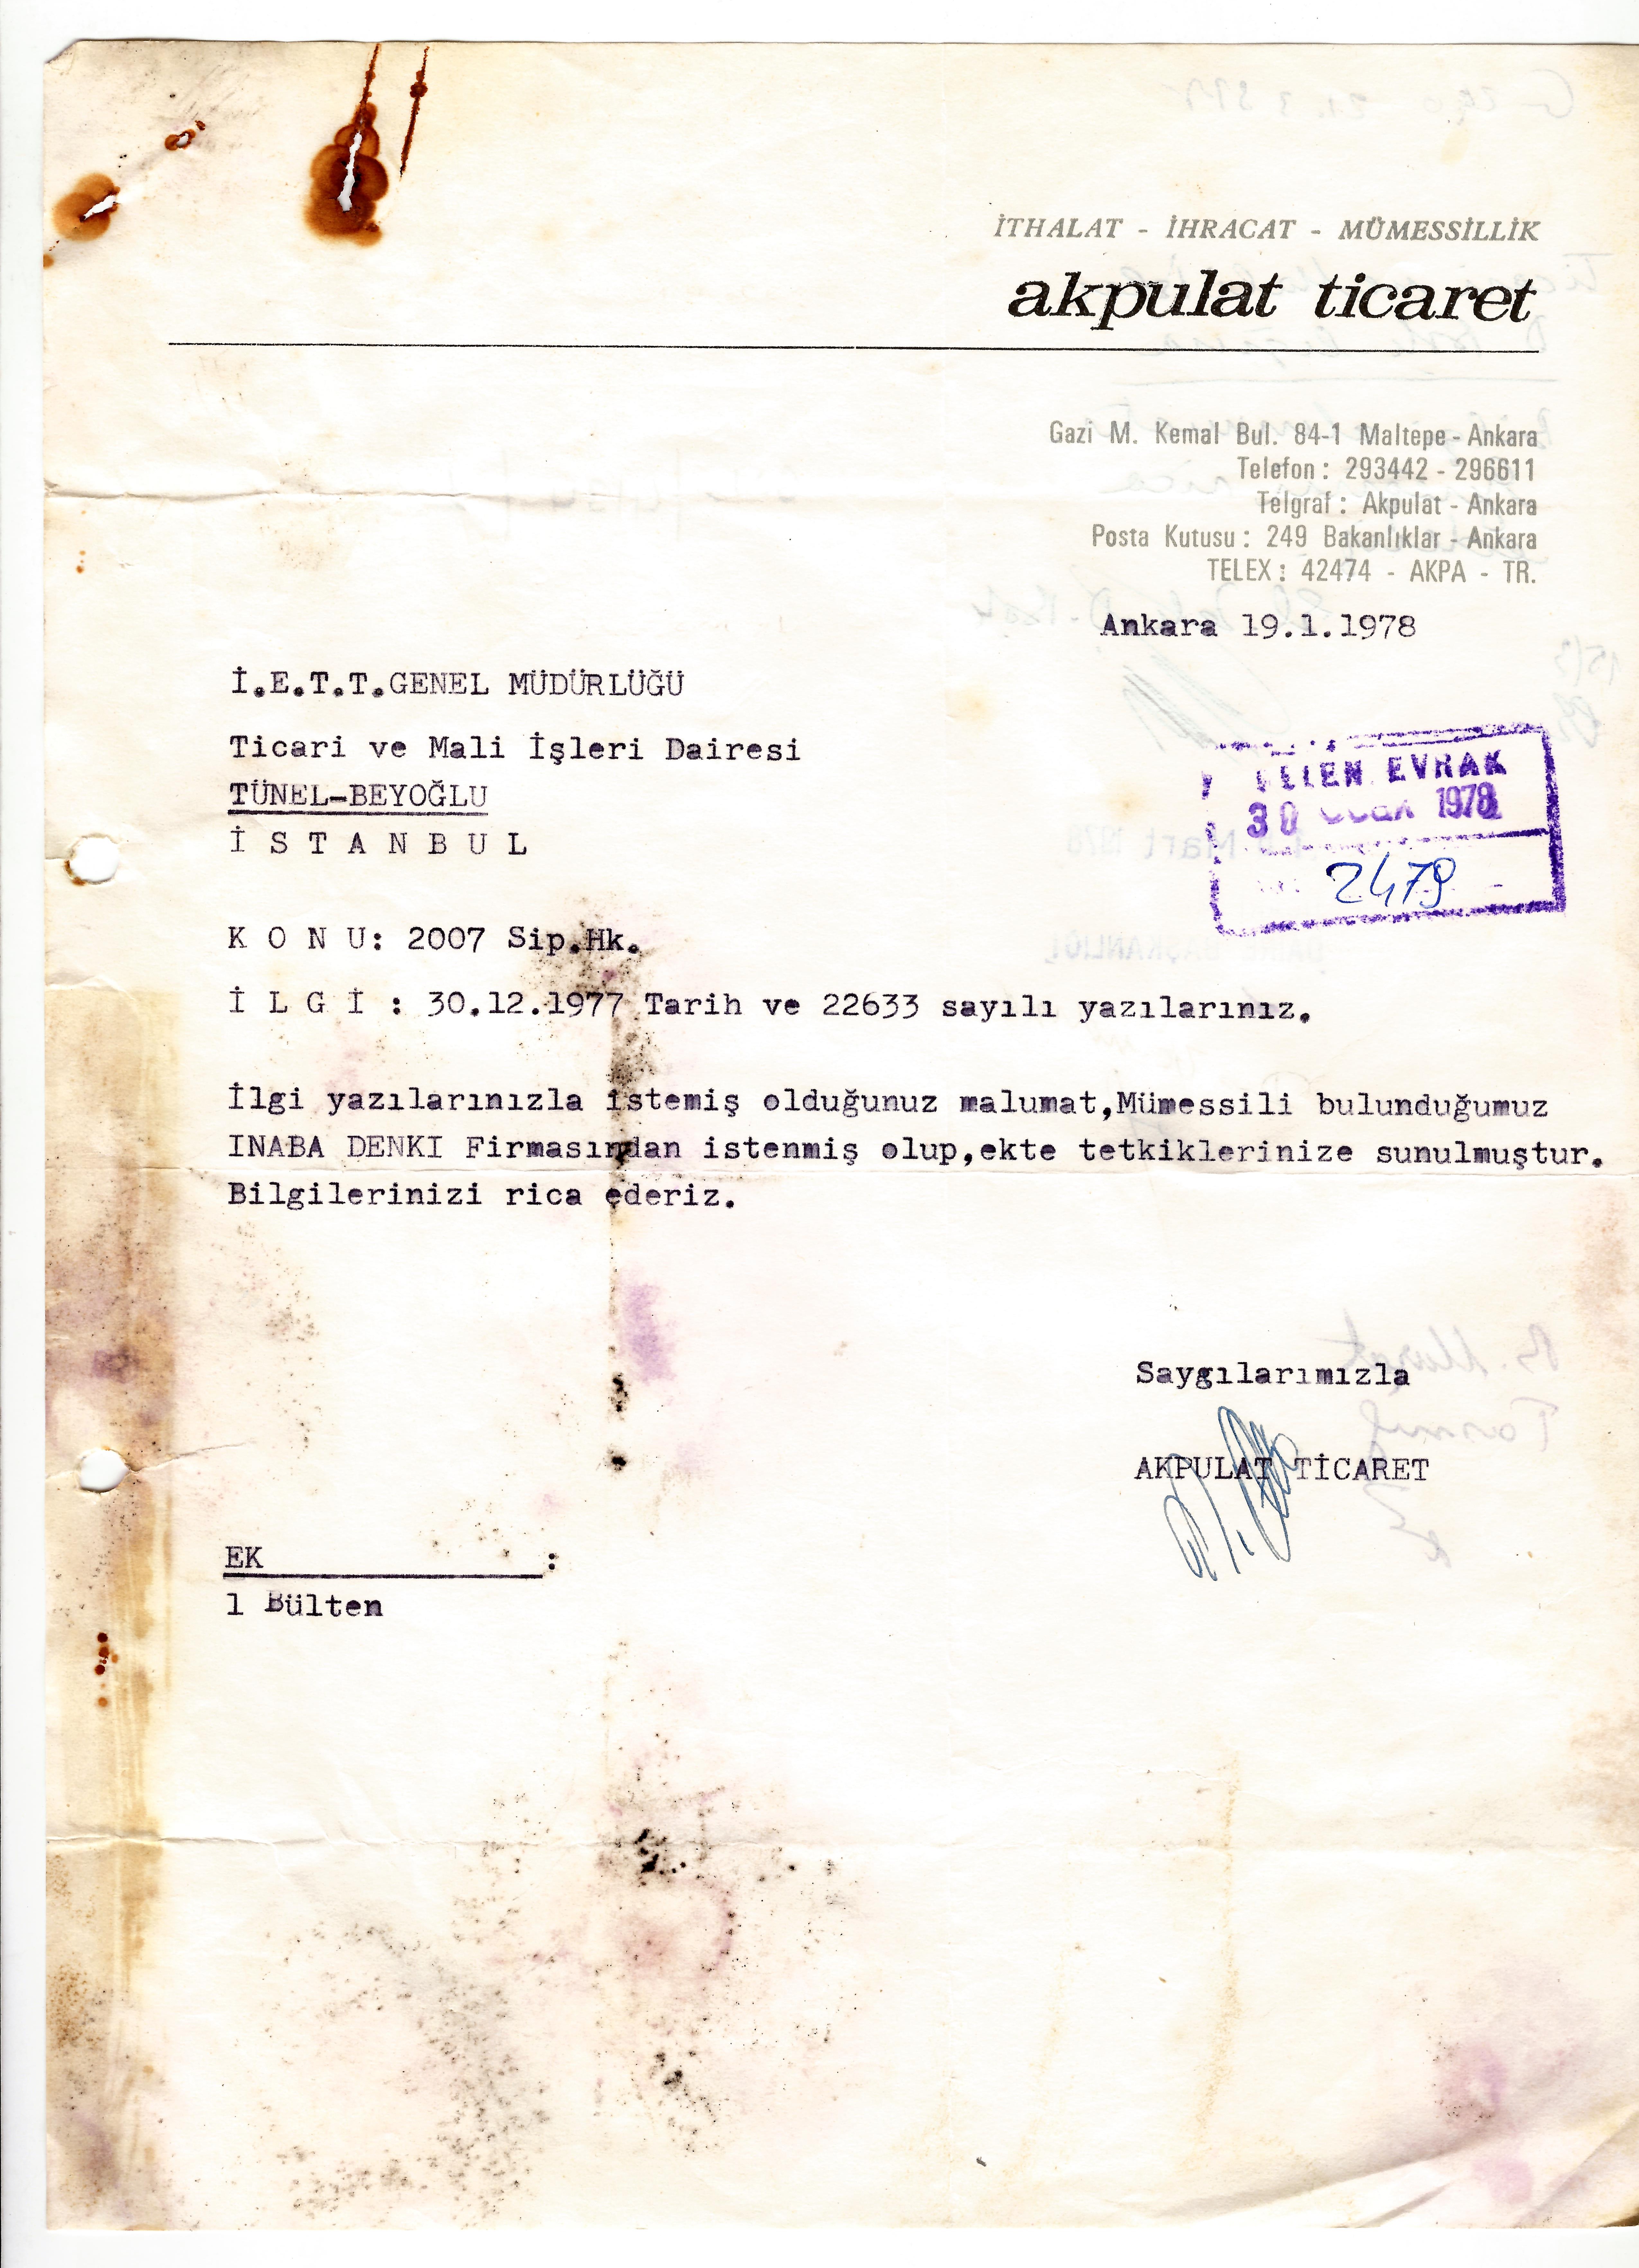 İTHALAT - İHRACAT - MÜMESSİLLİK
akpulat ticaret
Gazi M. Kemal Bul. 84-1 Maltepe - Ankara
Telefon : 293442 - 296611
Telgraf : Akpulat - Ankara
Posta Kutusu : 249 Bakanlıklar - Ankara
TELEX : 42474 - AKPA - TR.
Ankara 19.1.1978
İ.E.T.T.GENEL MÜDÜRLÜĞÜ
Ticari ve Mali İşleri Dairesi
TÜNEL-BEYOĞLU
İ S T A N B U L
EVRAK
30 1978
2479
K O N U: 2007 Sip.Hk.
İ L G İ : 30.12.1977 Tarih ve 22633 sayılı yazılarınız.
İlgi yazılarınızla istemiş olduğunuz malumat,Mümessili bulunduğumuz
INABA DENKI Firmasından istenmiş olup,ekte tetkiklerinize sunulmuştur.
Bilgilerinizi rica ederiz.
Saygılarımızla
AKPULAT TİCARET
EK :
1 Bülten